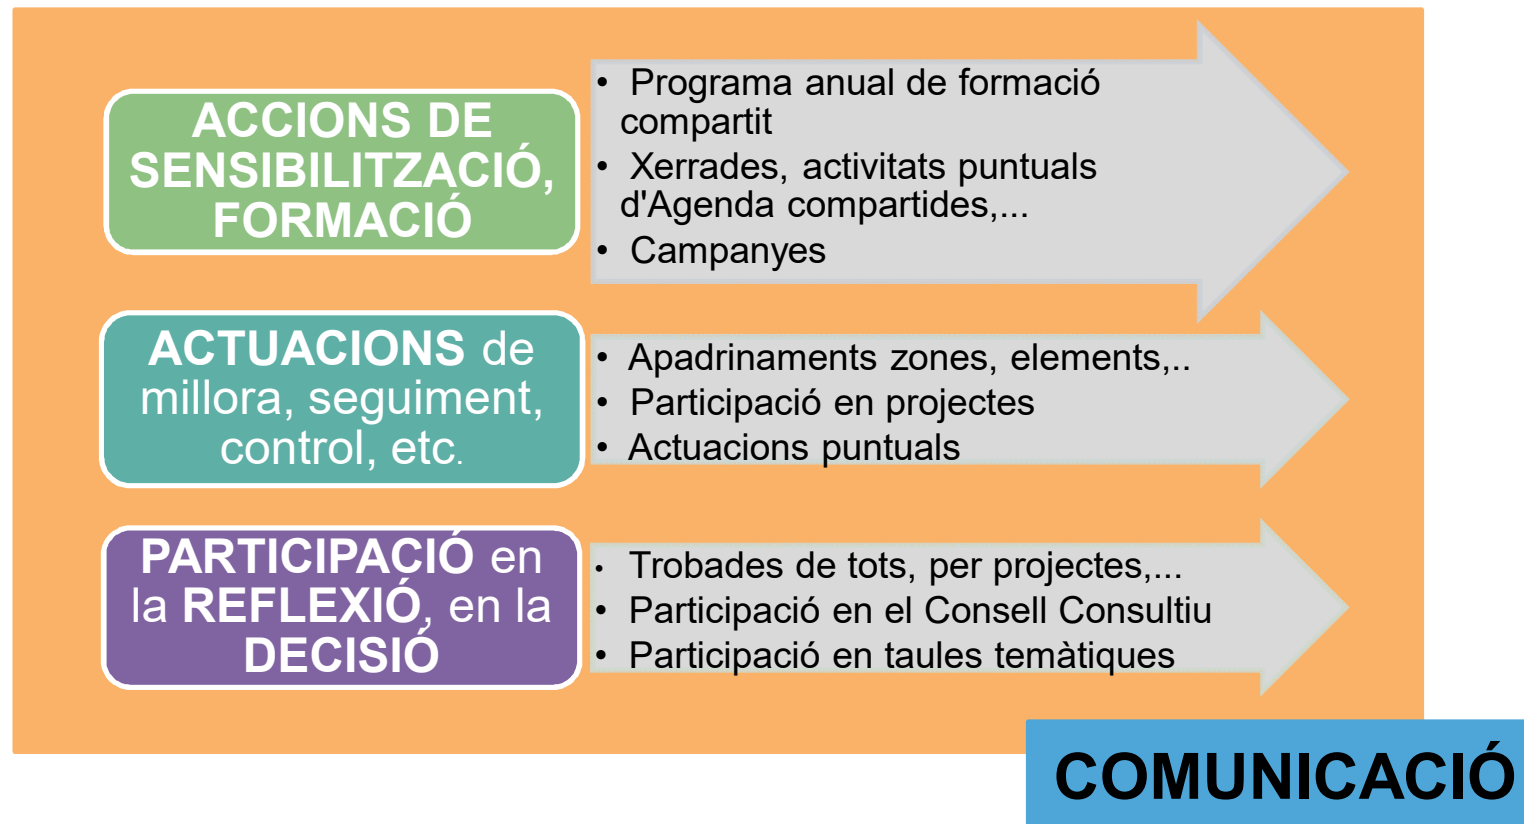 ACCIONS DE
SENSIBILITZACIÓ,
FORMACIÓ
• Programa anual de formació
compartit
• Xerrades, activitats puntuals
d'Agenda compartides,...
• Campanyes
ACTUACIONS de
millora, seguiment,
control, etc.
• Apadrinaments zones, elements,..
• Participació en projectes
• Actuacions puntuals
PARTICIPACIÓ en
la REFLEXIÓ, en la
DECISIÓ
• Trobades de tots, per projectes,...
• Participació en el Consell Consultiu
• Participació en taules temàtiques
COMUNICACIÓ